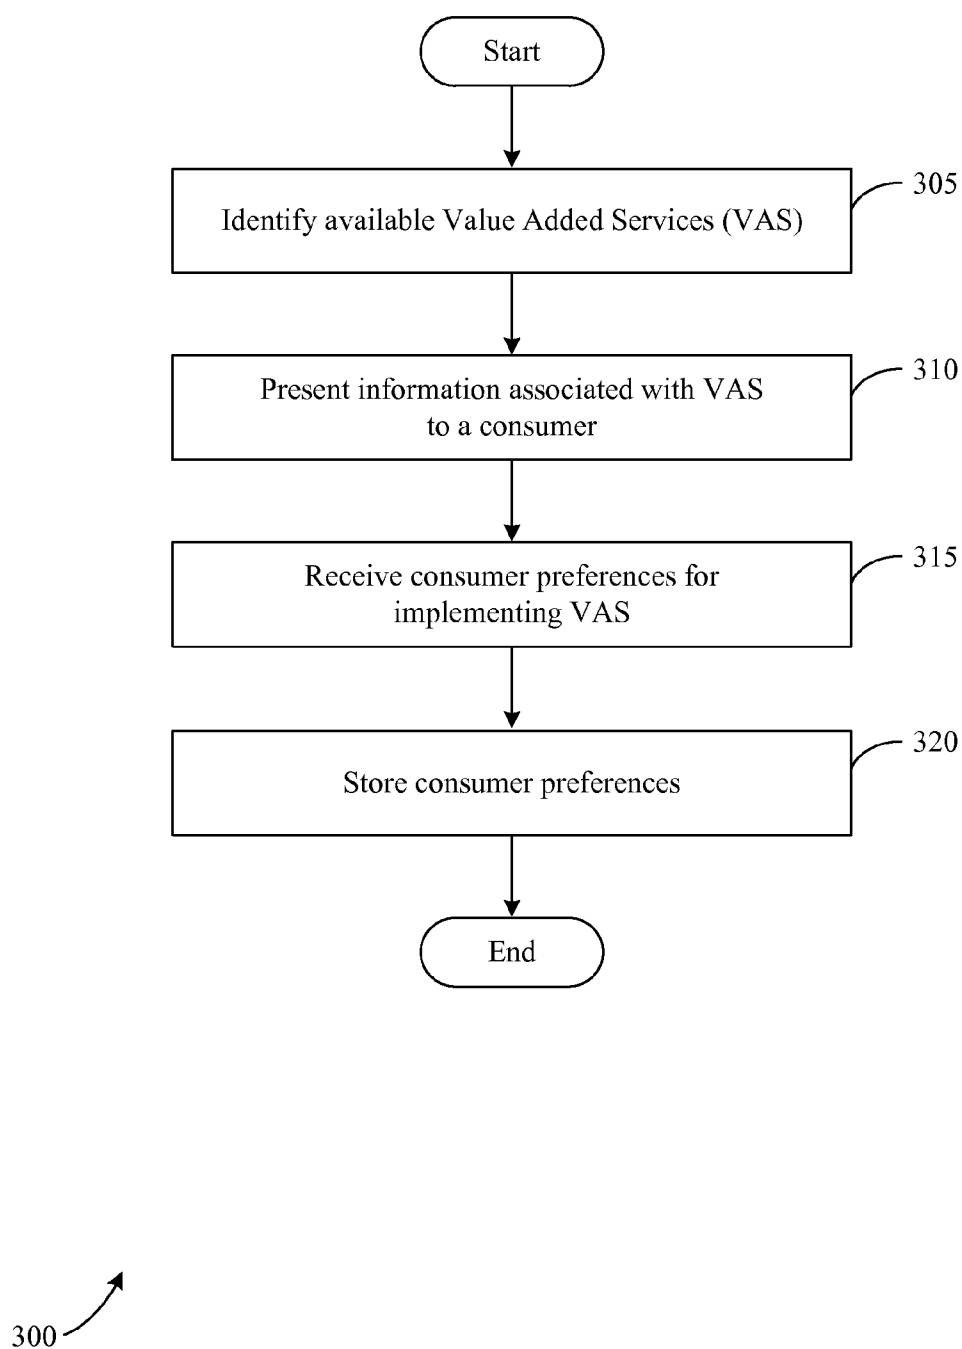 Start
305
Identify available Value Added Services (VAS)
310
Present information associated with VAS
to a consumer
315
Receive consumer preferences for
implementing VAS
320
Store consumer preferences
End
300